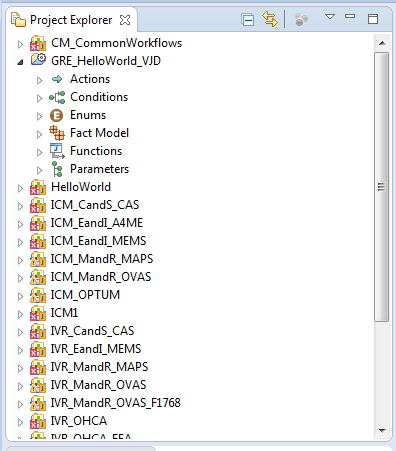 Project Explorer
CM_CommonWorkflows
GRE_HelloWorld_VJD
Actions
Conditions
Enums
Fact Model
Functions
Parameters
HelloWorld
ICM_CandS_CAS
ICM_EandI_A4ME
ICM_EandI_MEMS
ICM_MandR_MAPS
ICM_MandR_OVAS
ICM_OPTUM
ICM1
IVR_CandS_CAS
IVR_EandI_MEMS
IVR_MandR_MAPS
IVR_MandR_OVAS
IVR_MandR_OVAS_F1768
IVR_OHCA